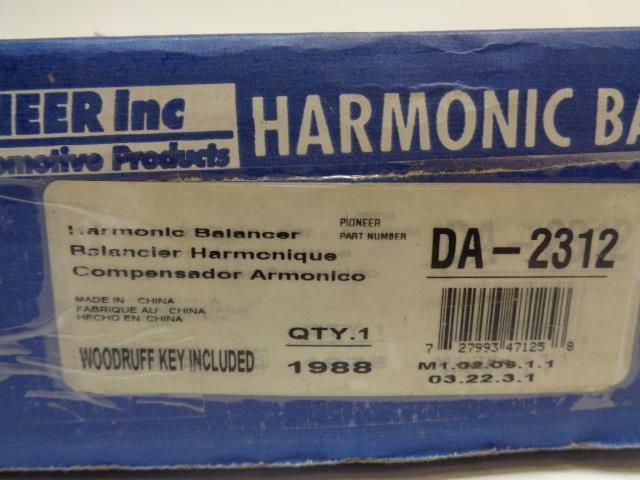 NEER Inc
omotive Products
HARMONIC BA
Harmonic Balancer
Balancier Harmonique
Compensador Armonico
PIONEER
PART NUMBER
DA-2312
MADE IN CHINA
FABRIQUE AU CHINA
HECHO EN CHINA
WOODRUFF KEY INCLUDED
QTY.1
1988
7 27993 47125 8
M1.02.09.1.1
03.22.3.1